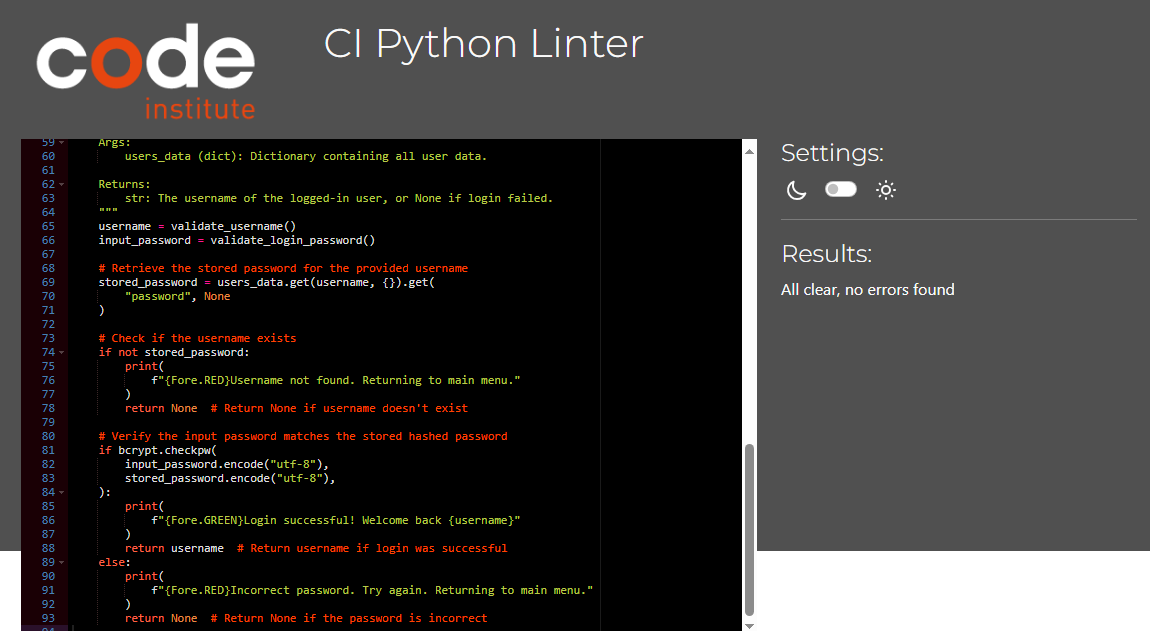 code
institute
CI Python Linter
59 Args:
60 users_data (dict): Dictionary containing all user data.
61
62 Returns:
63 str: The username of the logged-in user, or None if login failed.
64 """
65 username = validate_username()
66 input_password = validate_login_password()
67
68 # Retrieve the stored password for the provided username
69 stored_password = users_data.get(username, {}).get(
70 "password", None
71 )
72
73 # Check if the username exists
74 if not stored_password:
75 print(
76 f"{Fore.RED}Username not found. Returning to main menu."
77 )
78 return None  # Return None if username doesn't exist
79
80 # Verify the input password matches the stored hashed password
81 if bcrypt.checkpw(
82 input_password.encode("utf-8"),
83 stored_password.encode("utf-8"),
84 ):
85 print(
86 f"{Fore.GREEN}Login successful! Welcome back {username}"
87 )
88 return username  # Return username if login was successful
89 else:
90 print(
91 f"{Fore.RED}Incorrect password. Try again. Returning to main menu."
92 )
93 return None  # Return None if the password is incorrect
94
Settings:
Results:
All clear, no errors found